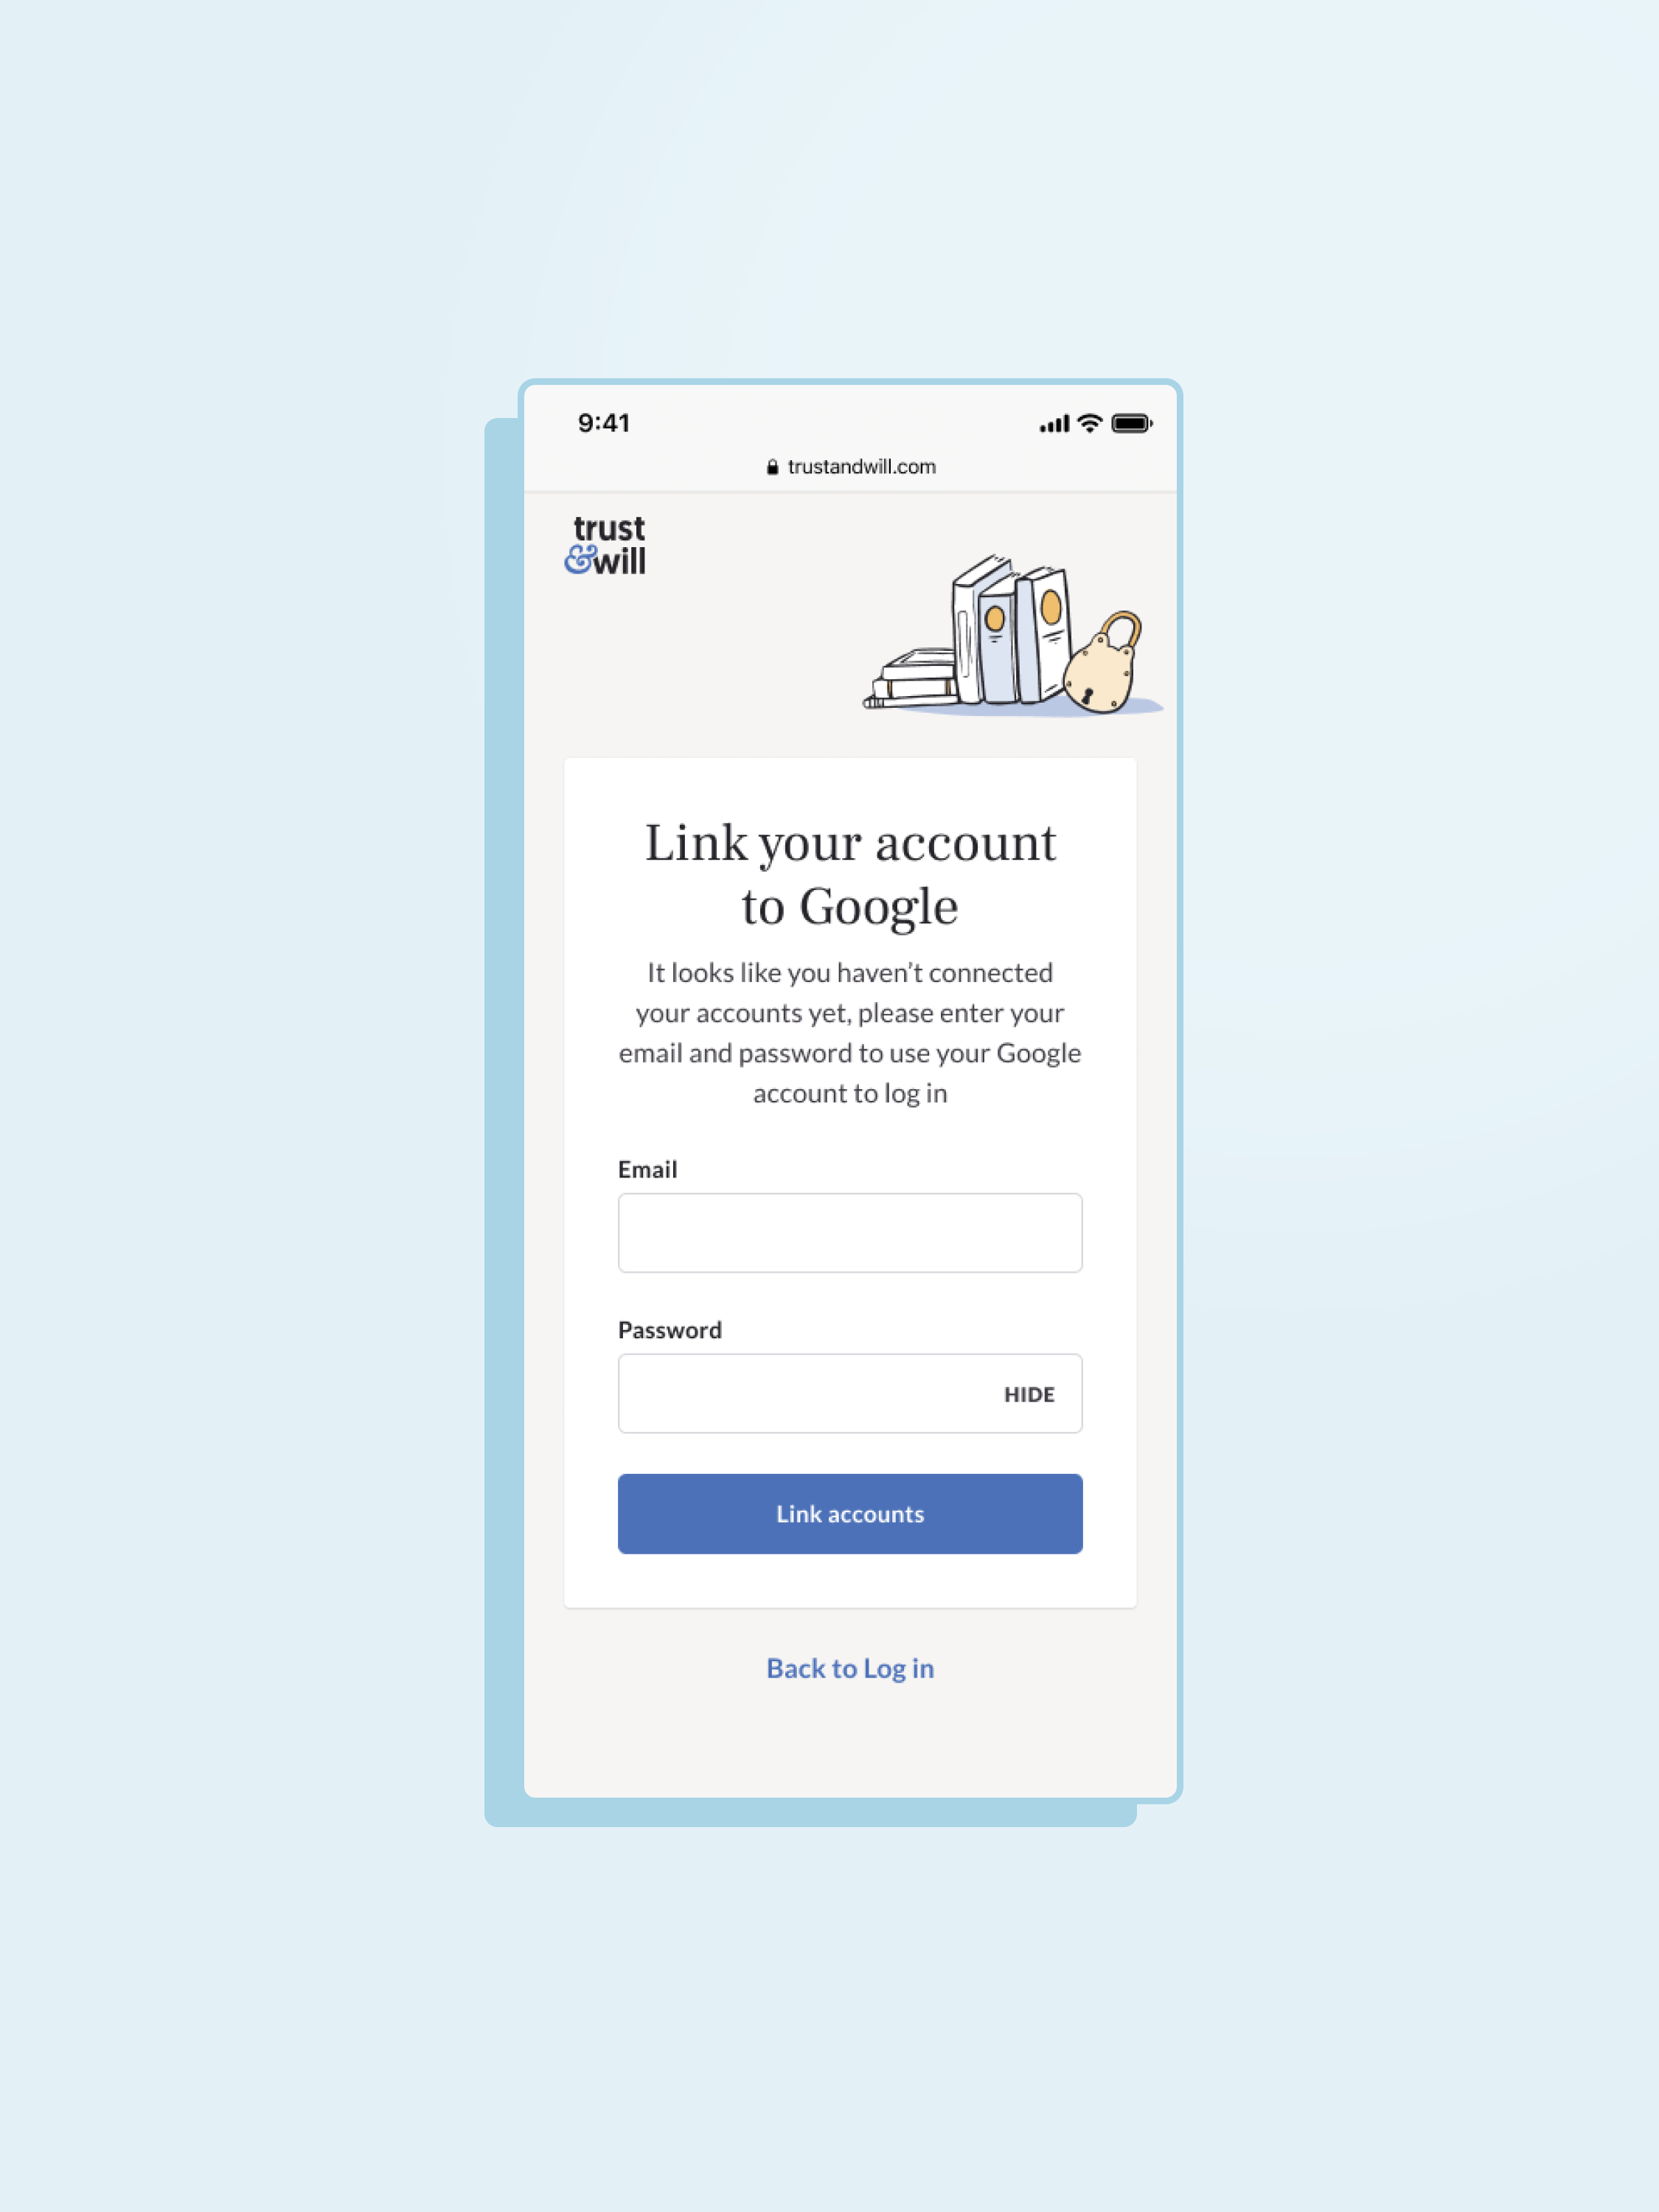 9:41
trustandwill.com
trust
&will
Link your account
to Google
It looks like you haven’t connected
your accounts yet, please enter your
email and password to use your Google
account to log in
Email
Password
HIDE
Link accounts
Back to Log in